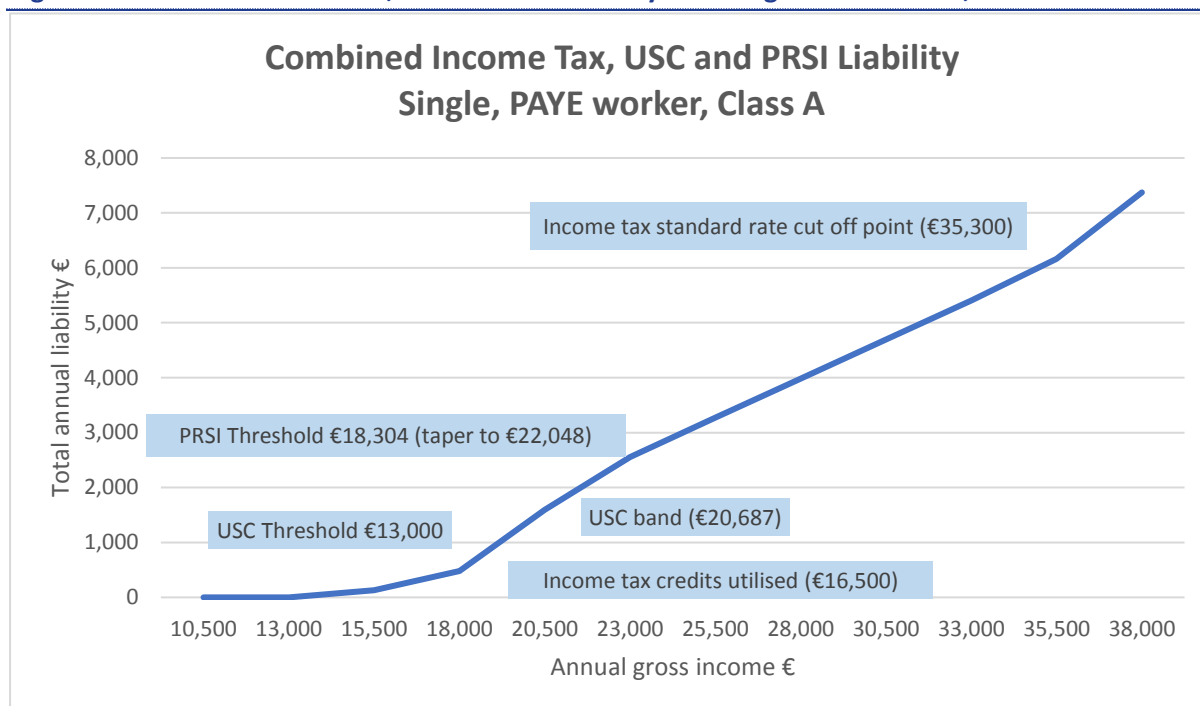 Combined Income Tax, USC and PRSI Liability
Single, PAYE worker, Class A
Total annual liability €
8,000
7,000
6,000
5,000
4,000
3,000
2,000
1,000
0
Income tax standard rate cut off point (€35,300)
PRSI Threshold €18,304 (taper to €22,048)
USC Threshold €13,000
USC band (€20,687)
Income tax credits utilised (€16,500)
10,500 13,000 15,500 18,000 20,500 23,000 25,500 28,000 30,500 33,000 35,500 38,000
Annual gross income €